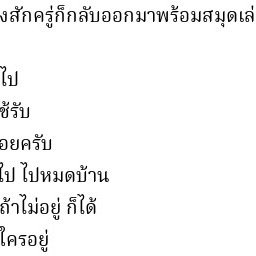 งสักครู่ก็กลับออกมาพร้อมสมุดเล่
ไป
ช้รับ
อยครับ
ไป ไปหมดบ้าน
ถ้าไม่อยู่ ก็ได้
ใครอยู่